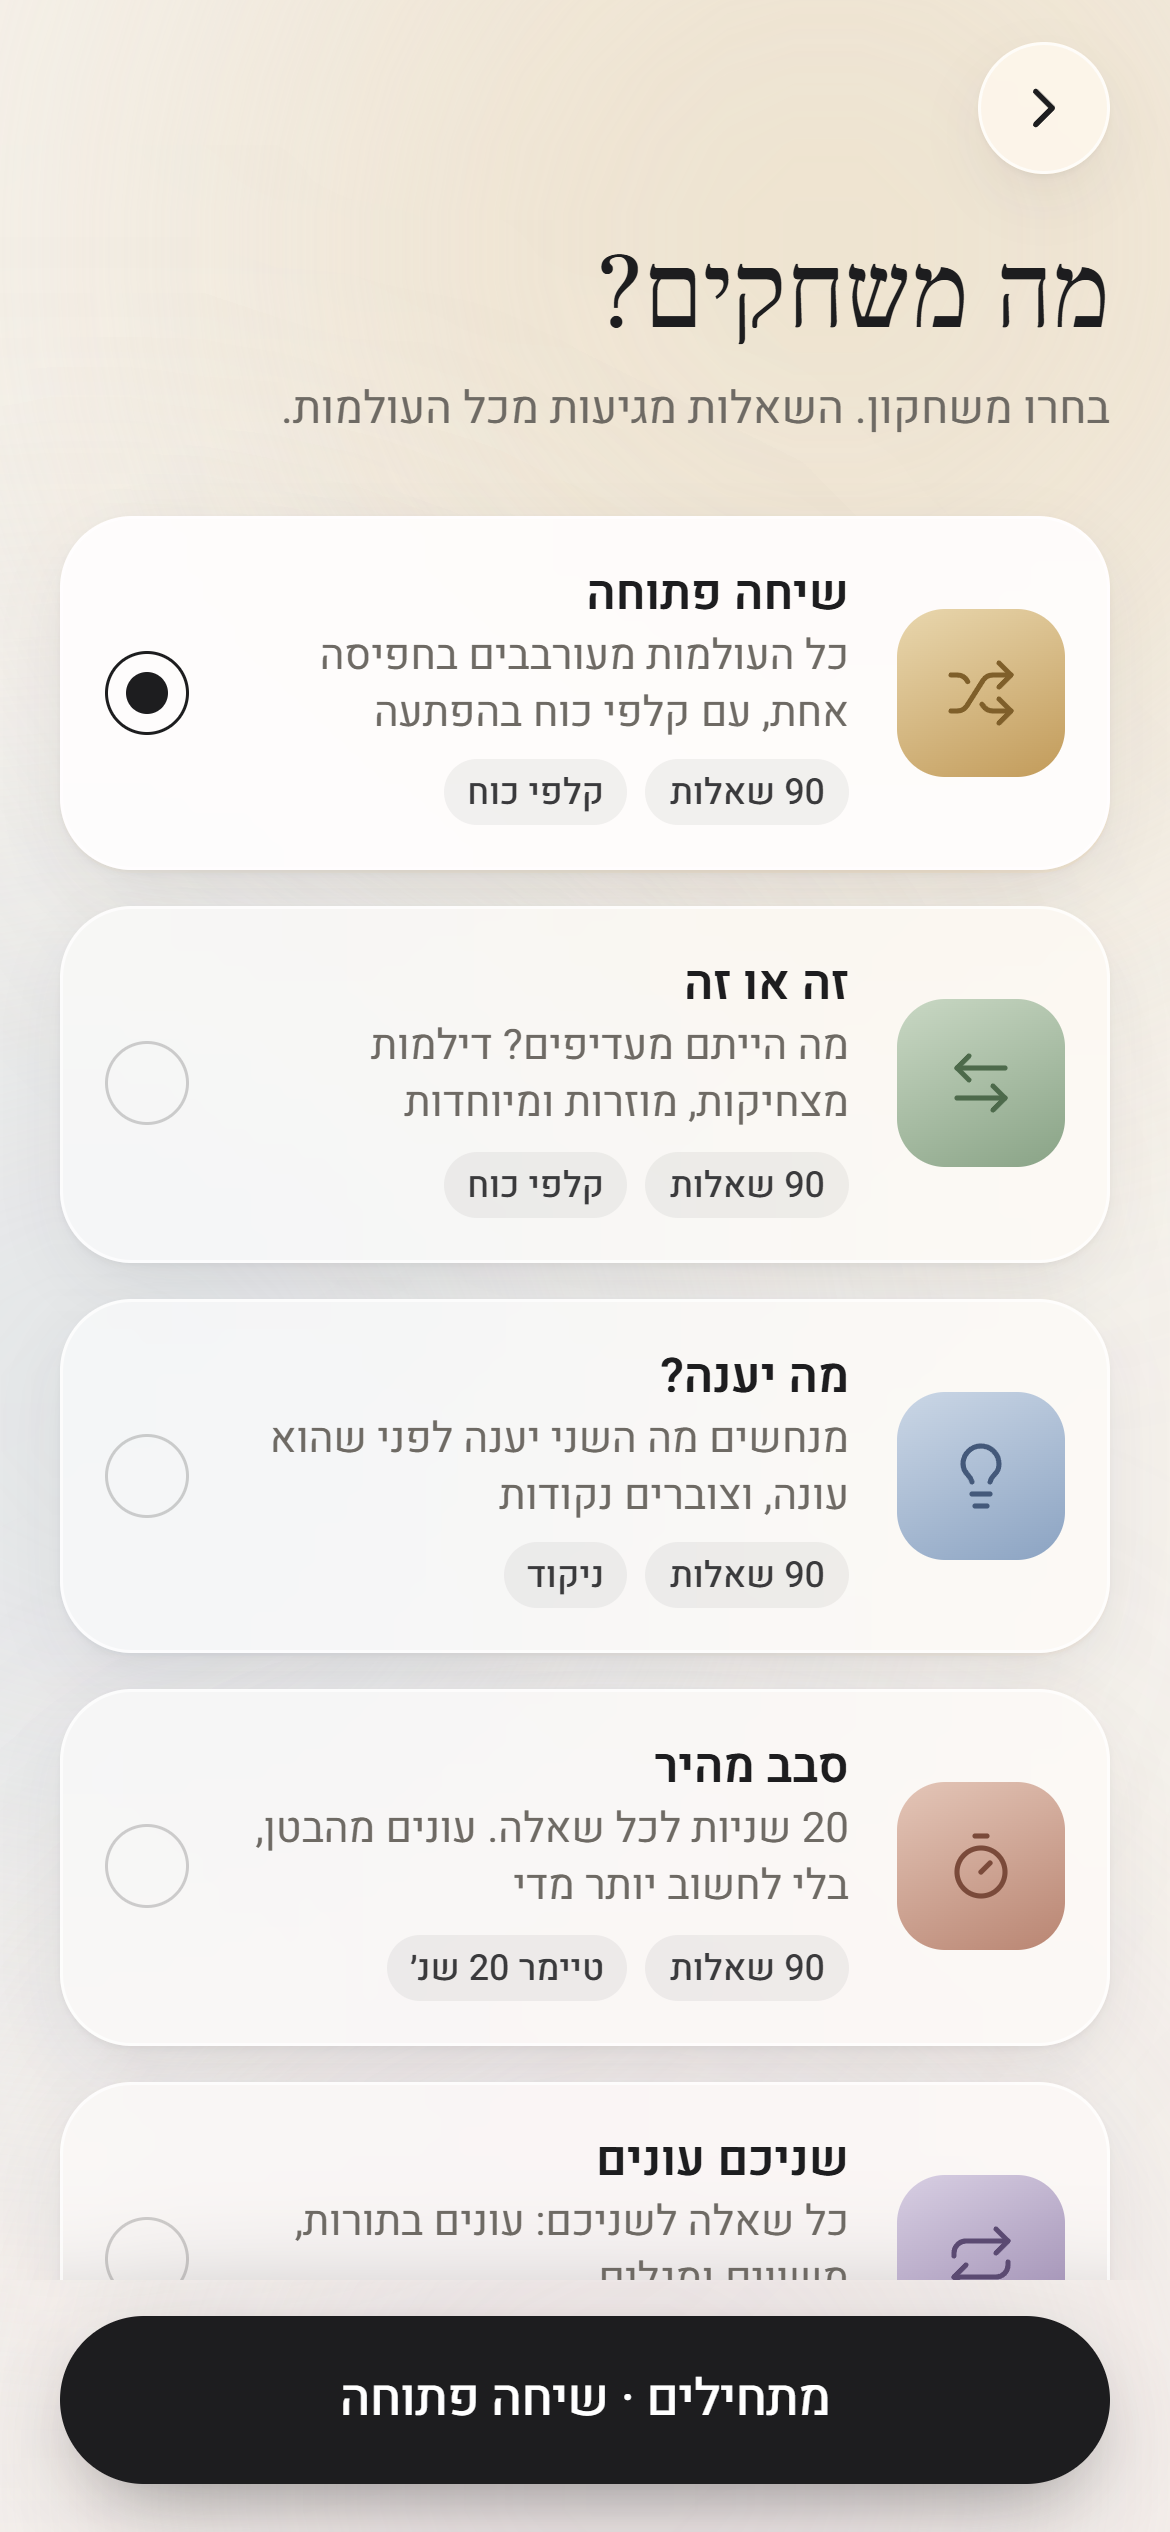 מה משחקים?
בחרו משחקון. השאלות מגיעות מכל העולמות.
שיחה פתוחה
כל העולמות מעורבבים בחפיסה
אחת, עם קלפי כוח בהפתעה
90 שאלות
קלפי כוח
זה או זה
מה הייתם מעדיפים? דילמות
מצחיקות, מוזרות ומיוחדות
90 שאלות
קלפי כוח
מה יענה?
מנחשים מה השני יענה לפני שהוא
עונה, וצוברים נקודות
90 שאלות
ניקוד
סבב מהיר
20 שניות לכל שאלה. עונים מהבטן,
בלי לחשוב יותר מדי
90 שאלות
טיימר 20 שנ׳
שניכם עונים
כל שאלה לשניכם: עונים בתורות,
מתחילים · שיחה פתוחה